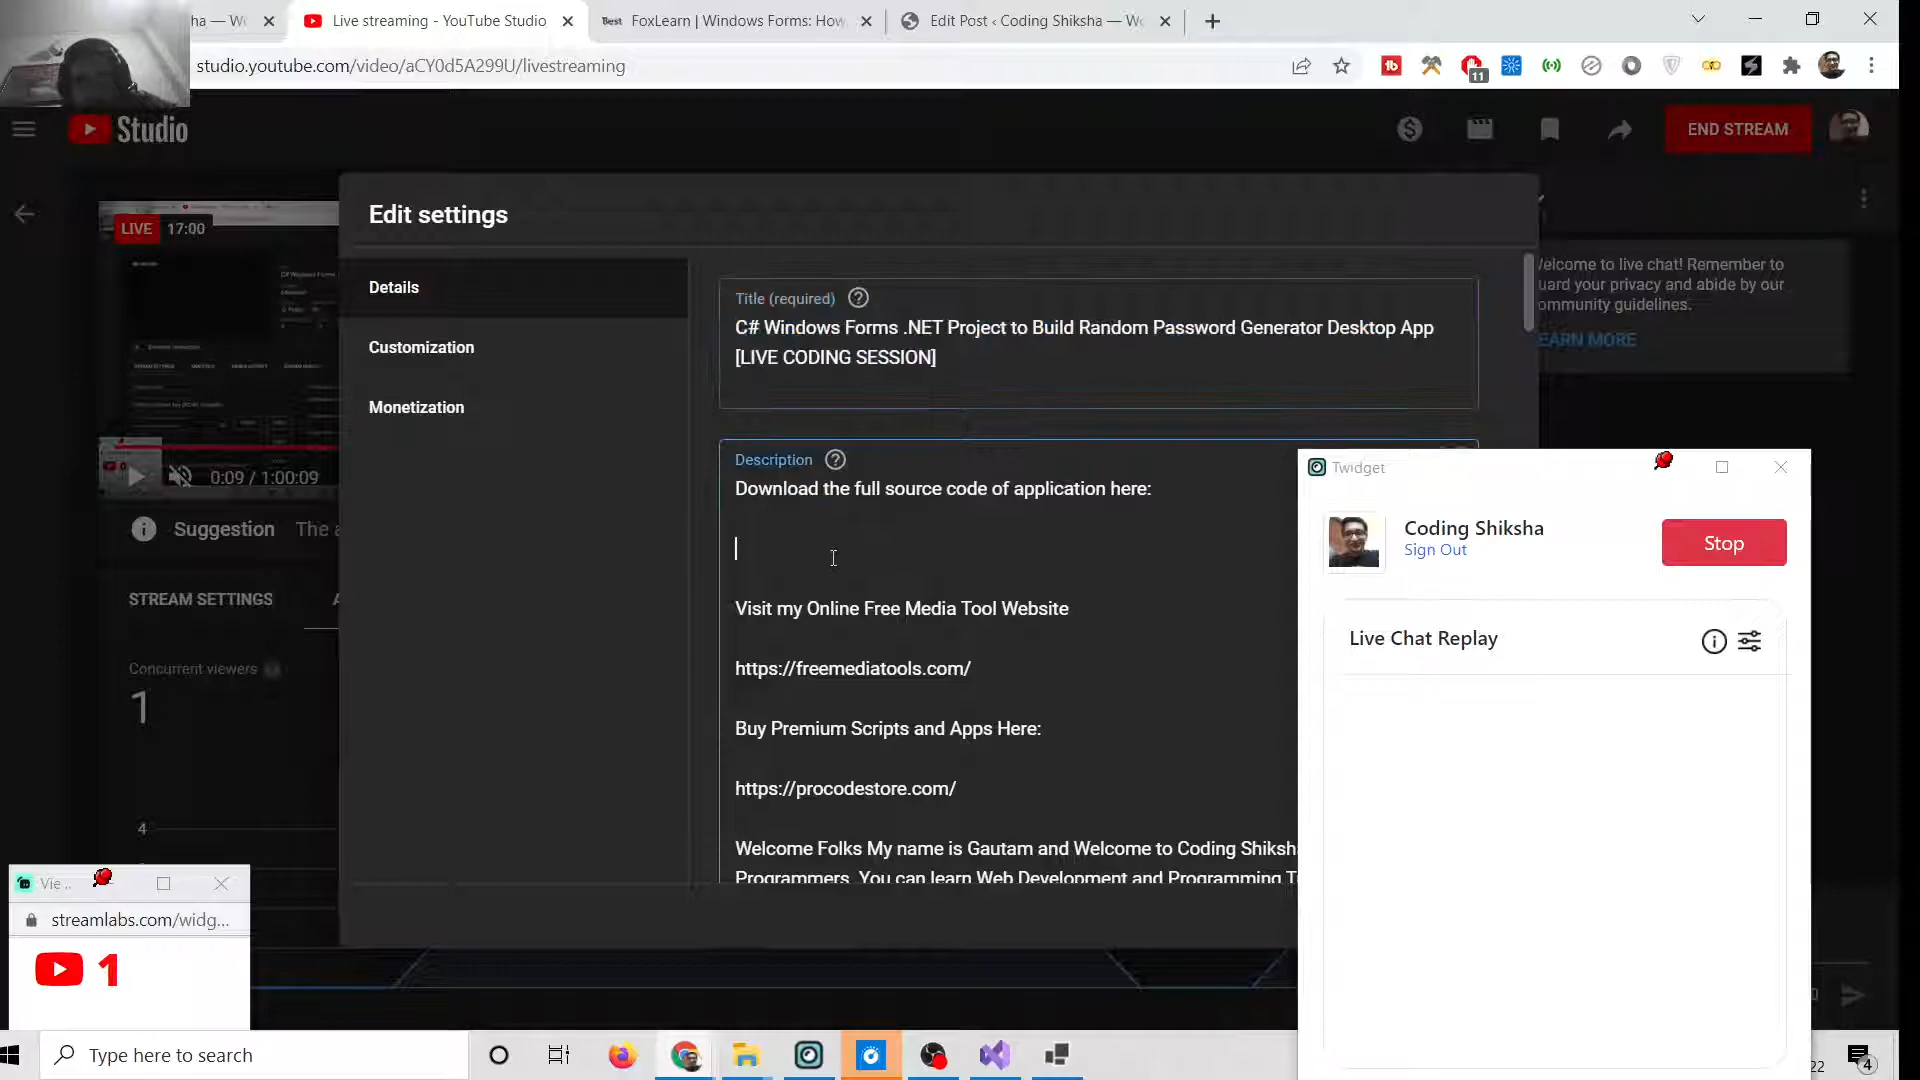 ha — W
Live streaming - YouTube Studio
Best
FoxLearn | Windows Forms: How
Edit Post ‹ Coding Shiksha — W
studio.youtube.com/video/aCY0d5A299U/livestreaming
11
Studio
END STREAM
Edit settings
LIVE 17:00
Details
Customization
Monetization
Title (required)
C# Windows Forms .NET Project to Build Random Password Generator Desktop App
[LIVE CODING SESSION]
elcome to live chat! Remember to
uard your privacy and abide by our
ommunity guidelines.
EARN MORE
0:09 / 1:00:09
Suggestion The a
STREAM SETTINGS
A
Concurrent viewers
1
4
Description
Download the full source code of application here:
Visit my Online Free Media Tool Website
https://freemediatools.com/
Buy Premium Scripts and Apps Here:
https://procodestore.com/
Welcome Folks My name is Gautam and Welcome to Coding Shiksh
Programmers. You can learn Web Development and Programming T
Twidget
Coding Shiksha
Sign Out
Stop
Live Chat Replay
Vie ..
streamlabs.com/widg...
1
Type here to search
22
4